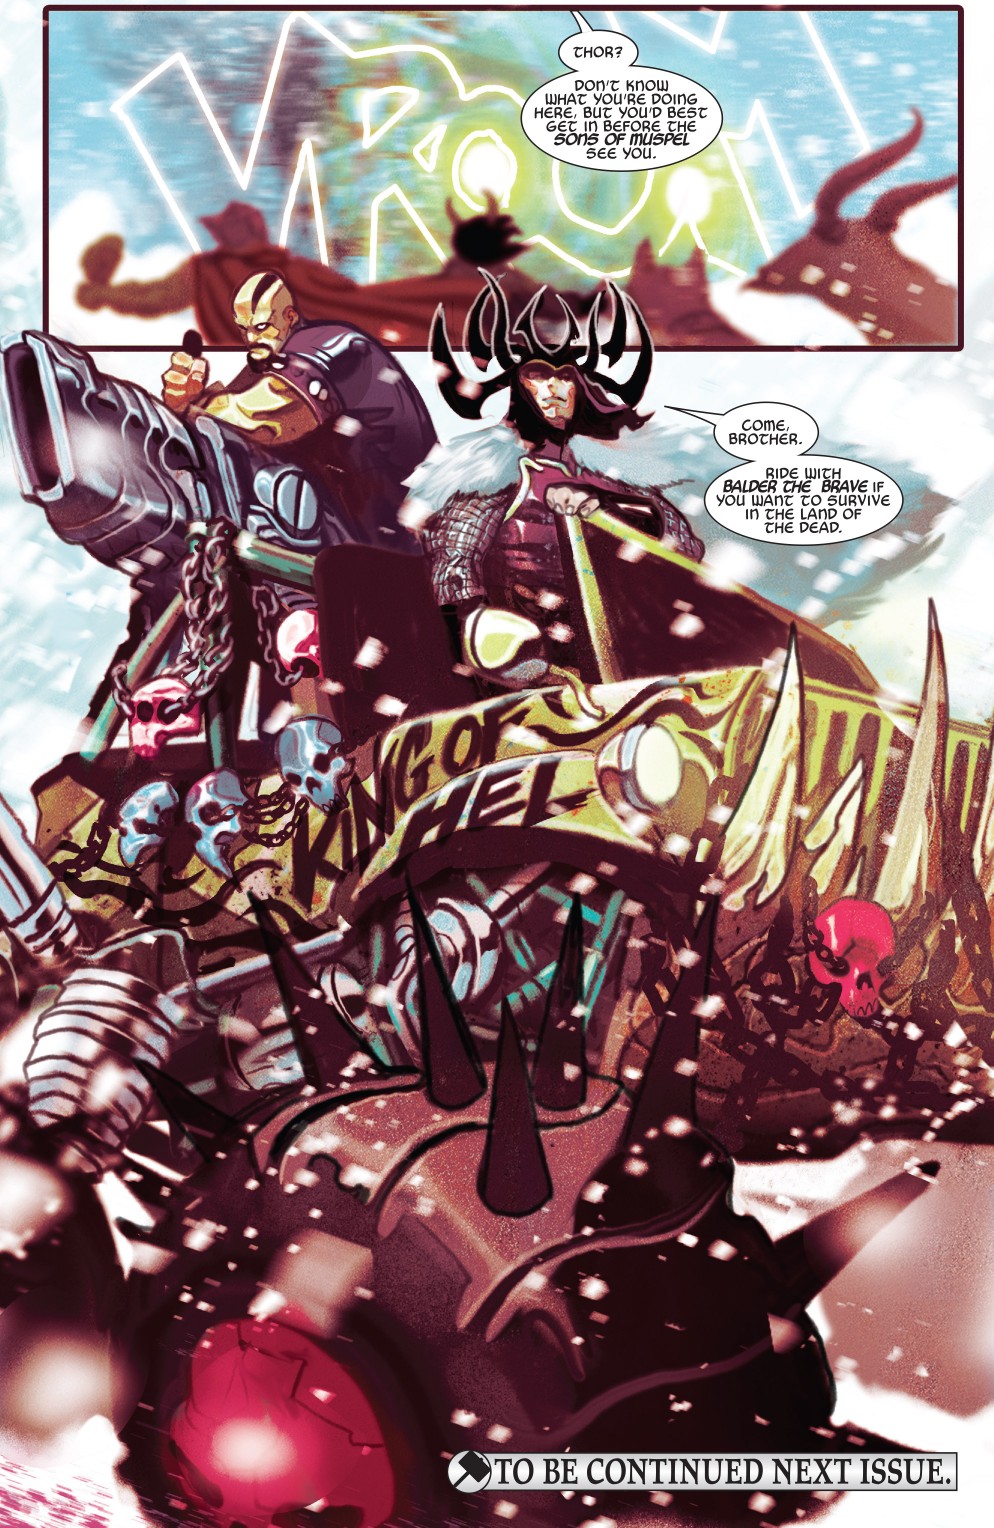 VROOM
THOR?
DON'T KNOW
WHAT YOU'RE DOING
HERE, BUT YOU'D BEST
GET IN BEFORE THE
SONS OF MUSPEL
SEE YOU.
COME,
BROTHER.
RIDE WITH
BALDER THE BRAVE IF
YOU WANT TO SURVIVE
IN THE LAND OF
THE DEAD.
KING OF
HEL
TO BE CONTINUED NEXT ISSUE.